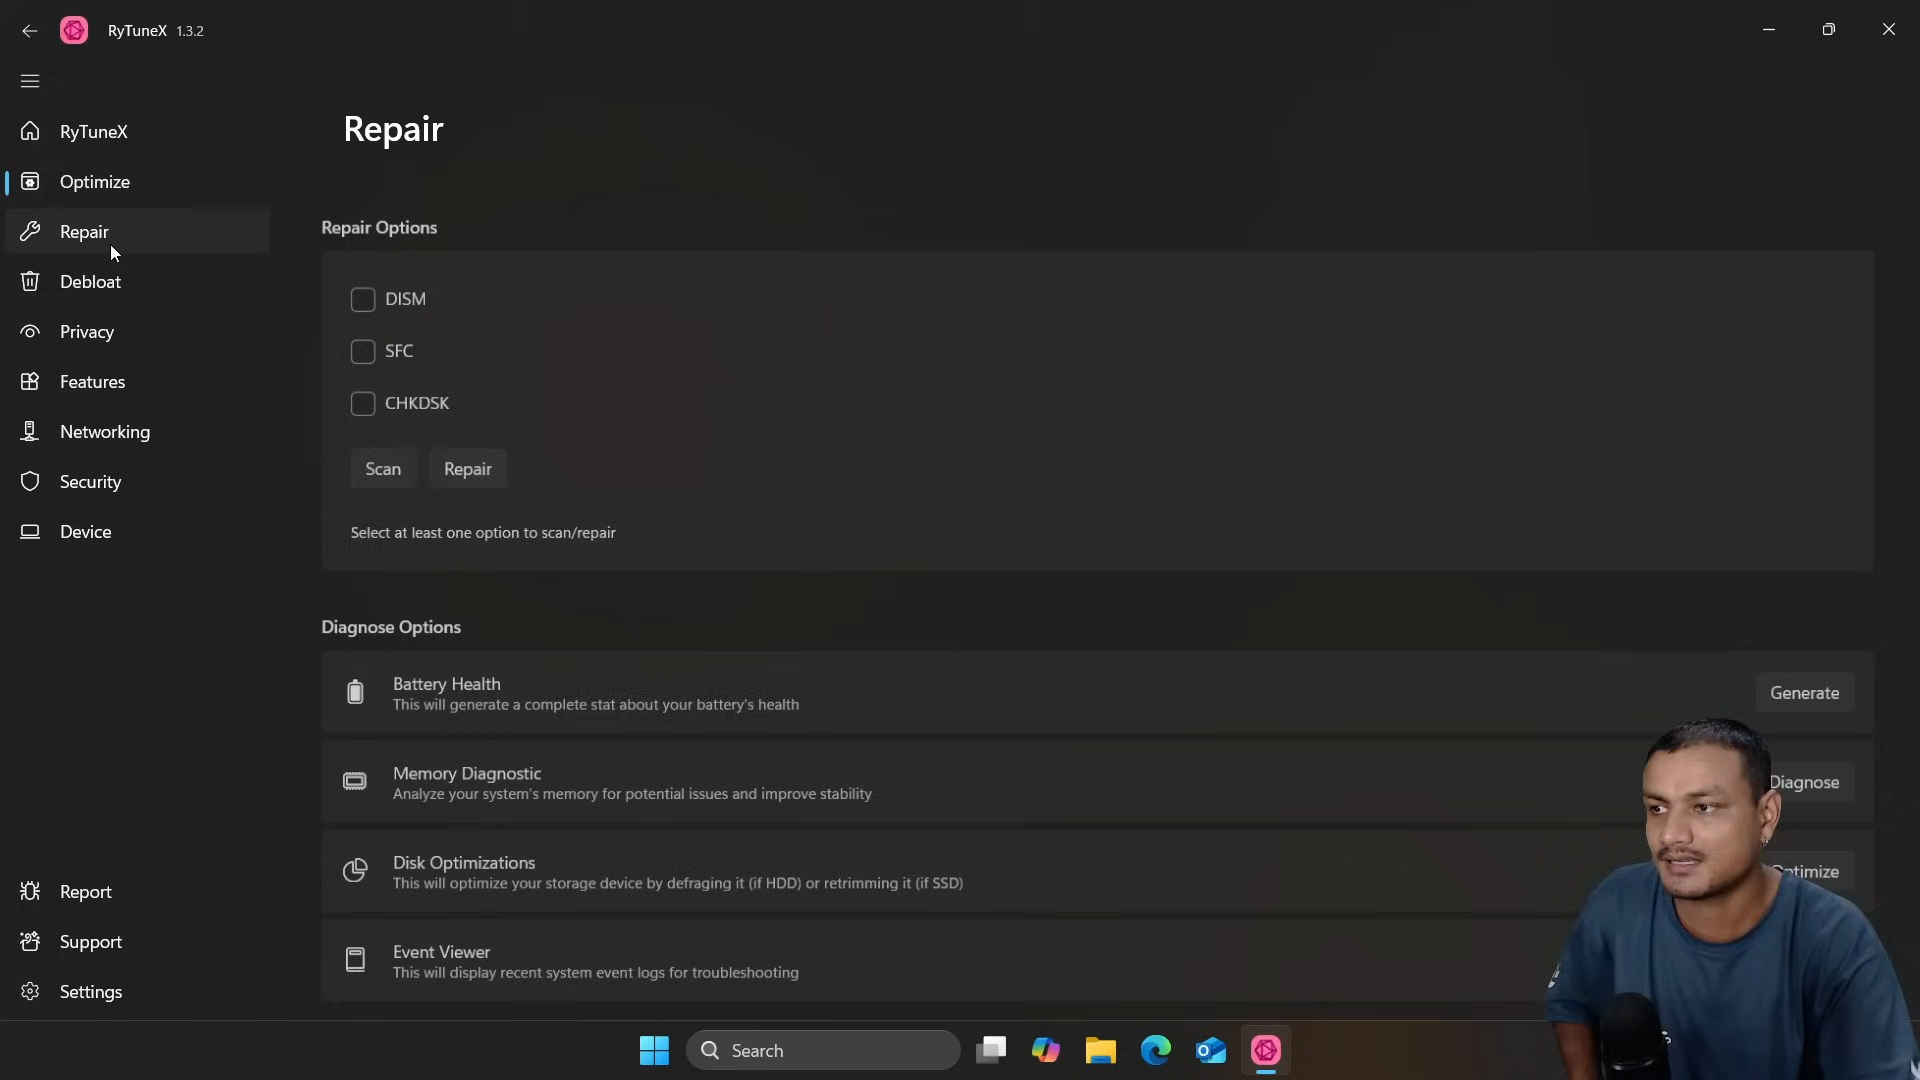 RyTuneX 1.3.2
RyTuneX
Optimize
Repair
Debloat
Privacy
Features
Networking
Security
Device
Report
Support
Settings
Repair
Repair Options
DISM
SFC
CHKDSK
Scan Repair
Select at least one option to scan/repair
Diagnose Options
Battery Health
This will generate a complete stat about your battery's health
Generate
Memory Diagnostic
Analyze your system's memory for potential issues and improve stability
Diagnose
Disk Optimizations
This will optimize your storage device by defraging it (if HDD) or retrimming it (if SSD)
Event Viewer
This will display recent system event logs for troubleshooting
Search